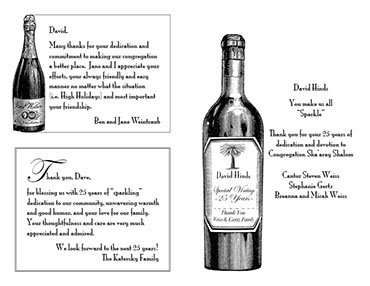 David,
Many thanks for your dedication and
commitment to making our congregation
a better place. Jane and I appreciate your
efforts, your always friendly and easy
manner no matter what the situation
(i.e. High Holidays) and most important
your friendship.
Ben and Jane Weintraub
Thank you, Dave,
for blessing us with 25 years of "sparkling"
dedication to our community, unwavering warmth
and good humor, and your love for our family.
Your thoughtfulness and care are very much
appreciated and admired.
We look forward to the next 25 years!
The Katersky Family
David Hinds
Special Vintage
~25 Years~
Thank You
Family
David Hinds
You make us all
"Sparkle"
Thank you for your 25 years of
dedication and devotion to
Congregation Sha'aray Shalom
Cantor Steven Weiss
Stephanie Gertz
Breanna and Micah Weiss